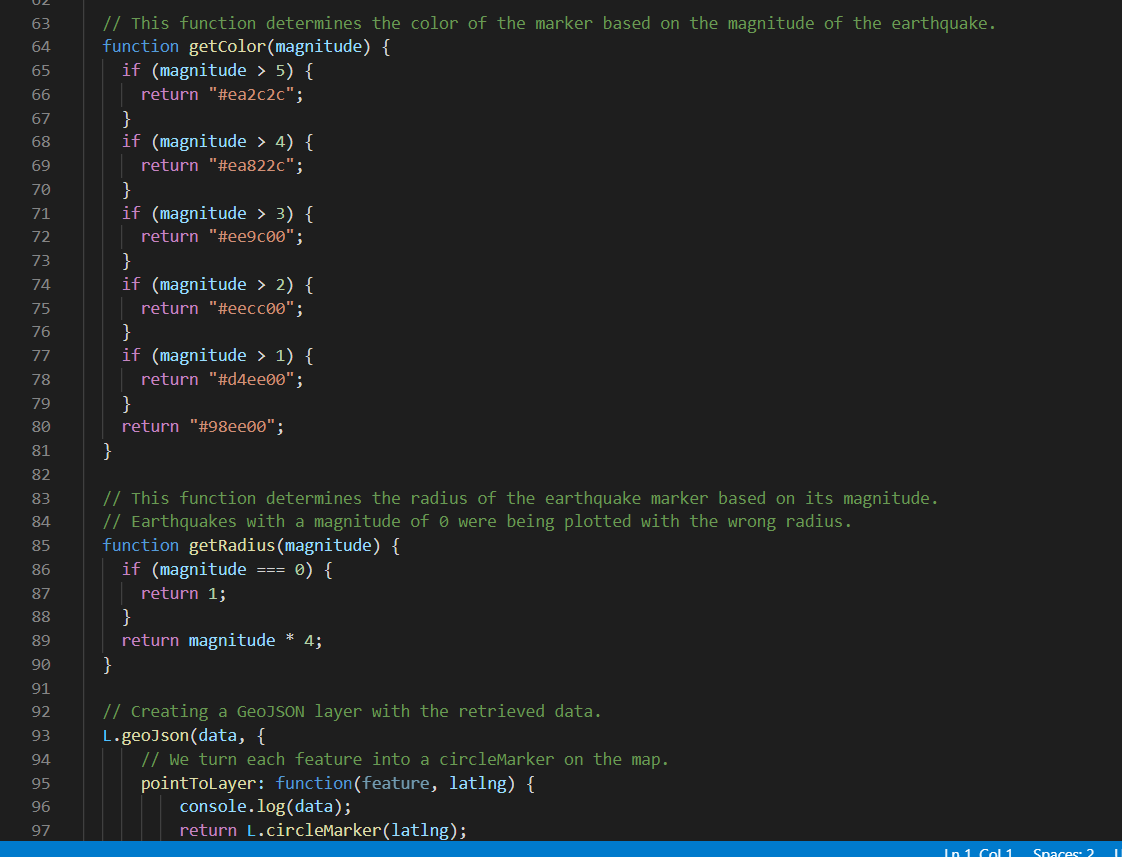 62
63 // This function determines the color of the marker based on the magnitude of the earthquake.
64 function getColor(magnitude) {
65 if (magnitude > 5) {
66 return "#ea2c2c";
67 }
68 if (magnitude > 4) {
69 return "#ea822c";
70 }
71 if (magnitude > 3) {
72 return "#ee9c00";
73 }
74 if (magnitude > 2) {
75 return "#eecc00";
76 }
77 if (magnitude > 1) {
78 return "#d4ee00";
79 }
80 return "#98ee00";
81 }
82
83 // This function determines the radius of the earthquake marker based on its magnitude.
84 // Earthquakes with a magnitude of 0 were being plotted with the wrong radius.
85 function getRadius(magnitude) {
86 if (magnitude === 0) {
87 return 1;
88 }
89 return magnitude * 4;
90 }
91
92 // Creating a GeoJSON layer with the retrieved data.
93 L.geoJson(data, {
94 // We turn each feature into a circleMarker on the map.
95 pointToLayer: function(feature, latlng) {
96 console.log(data);
97 return L.circleMarker(latlng);
Ln 1, Col 1 Spaces: 2